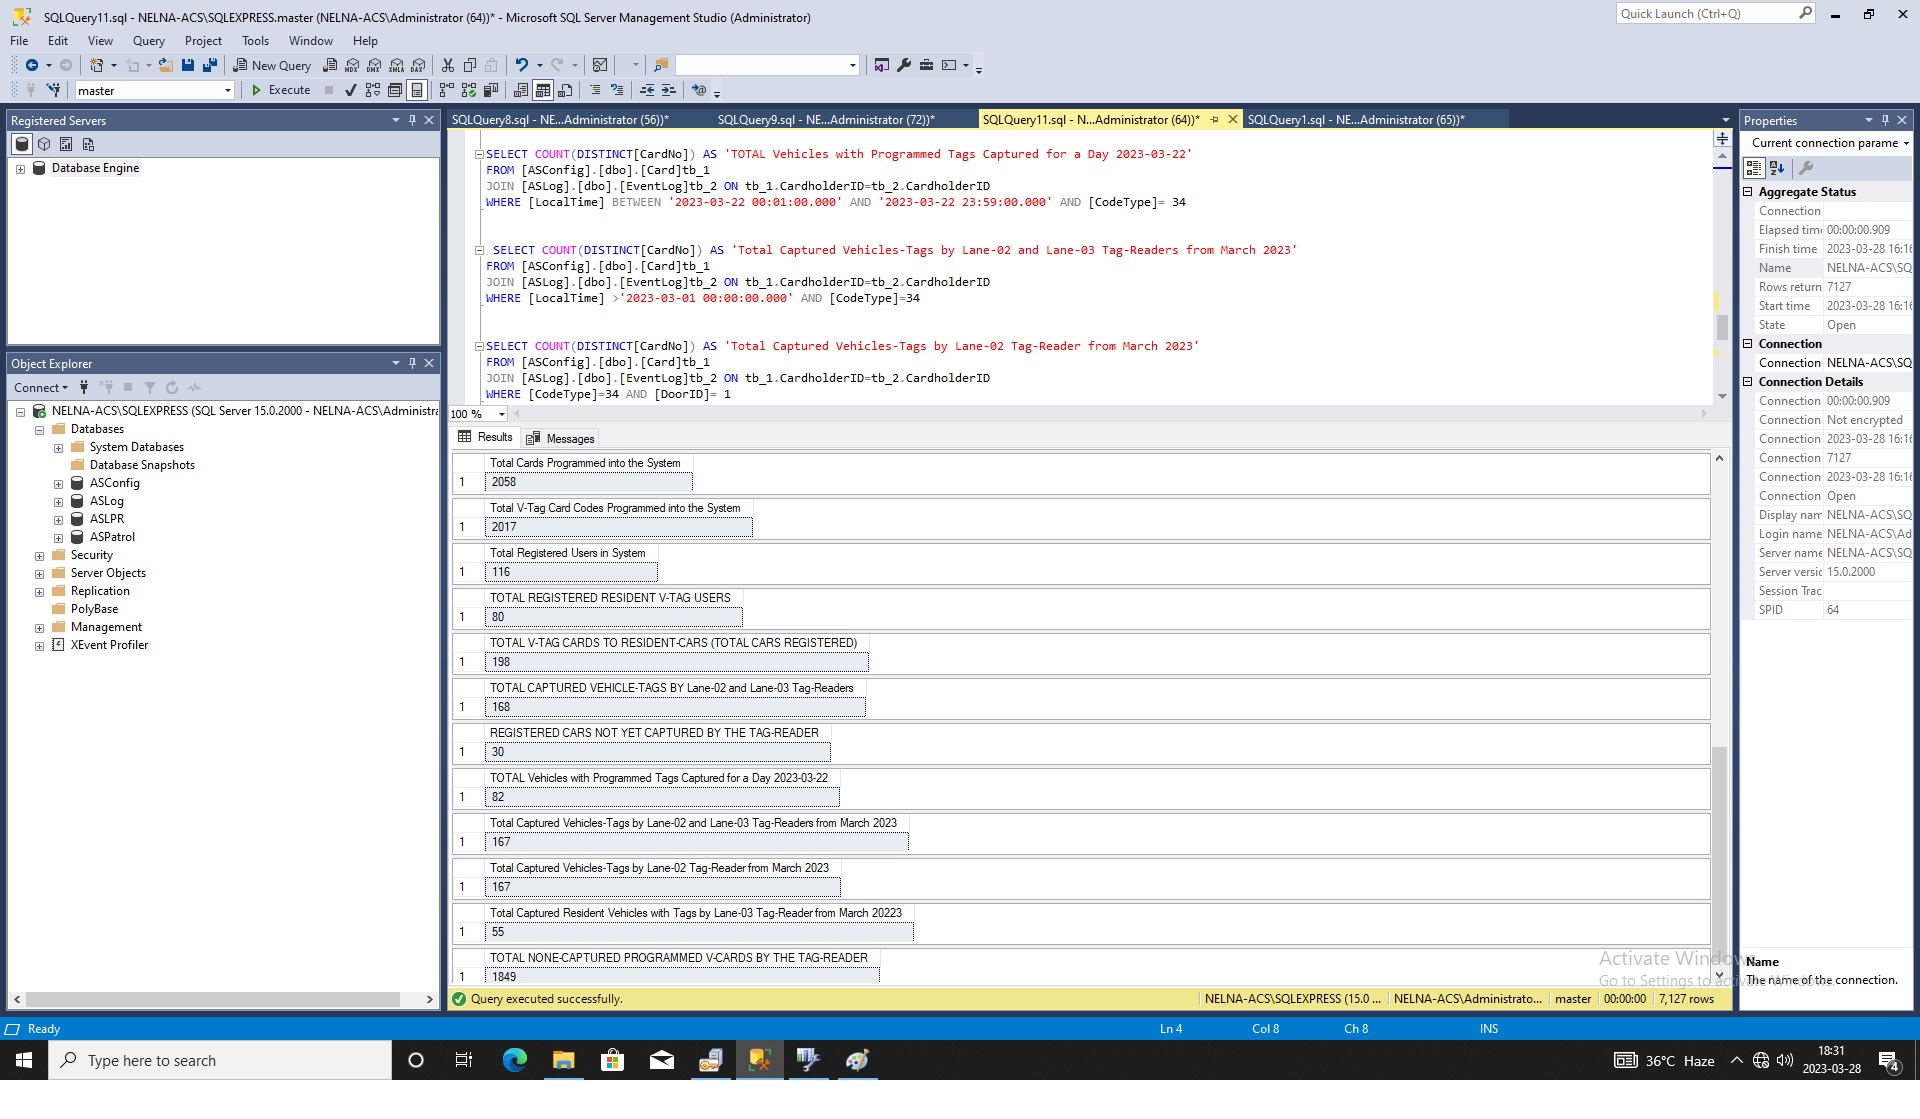 SQLQuery11.sql - NELNA-ACS\SQLEXPRESS.master (NELNA-ACS\Administrator (64))* - Microsoft SQL Server Management Studio (Administrator)
Quick Launch (Ctrl+Q)
File Edit View Query Project Tools Window Help
New Query
MDX DMX XMLA DAX
master
Execute
Registered Servers
Database Engine
Object Explorer
Connect
NELNA-ACS\SQLEXPRESS (SQL Server 15.0.2000 - NELNA-ACS\Administra
Databases
System Databases
Database Snapshots
ASConfig
ASLog
ASLPR
ASPatrol
Security
Server Objects
Replication
PolyBase
Management
XEvent Profiler
SQLQuery8.sql - NE...Administrator (56))*
SQLQuery9.sql - NE...Administrator (72))*
SQLQuery11.sql - N...Administrator (64))*
SQLQuery1.sql - NE...Administrator (65))*
SELECT COUNT(DISTINCT[CardNo]) AS 'TOTAL Vehicles with Programmed Tags Captured for a Day 2023-03-22'
FROM [ASConfig].[dbo].[Card]tb_1
JOIN [ASLog].[dbo].[EventLog]tb_2 ON tb_1.CardholderID=tb_2.CardholderID
WHERE [LocalTime] BETWEEN '2023-03-22 00:01:00.000' AND '2023-03-22 23:59:00.000' AND [CodeType]= 34
SELECT COUNT(DISTINCT[CardNo]) AS 'Total Captured Vehicles-Tags by Lane-02 and Lane-03 Tag-Readers from March 2023'
FROM [ASConfig].[dbo].[Card]tb_1
JOIN [ASLog].[dbo].[EventLog]tb_2 ON tb_1.CardholderID=tb_2.CardholderID
WHERE [LocalTime] >'2023-03-01 00:00:00.000' AND [CodeType]=34
SELECT COUNT(DISTINCT[CardNo]) AS 'Total Captured Vehicles-Tags by Lane-02 Tag-Reader from March 2023'
FROM [ASConfig].[dbo].[Card]tb_1
JOIN [ASLog].[dbo].[EventLog]tb_2 ON tb_1.CardholderID=tb_2.CardholderID
WHERE [CodeType]=34 AND [DoorID]= 1
100 %
Results Messages
Total Cards Programmed into the System
1 2058
Total V-Tag Card Codes Programmed into the System
1 2017
Total Registered Users in System
1 116
TOTAL REGISTERED RESIDENT V-TAG USERS
1 80
TOTAL V-TAG CARDS TO RESIDENT-CARS (TOTAL CARS REGISTERED)
1 198
TOTAL CAPTURED VEHICLE-TAGS BY Lane-02 and Lane-03 Tag-Readers
1 168
REGISTERED CARS NOT YET CAPTURED BY THE TAG-READER
1 30
TOTAL Vehicles with Programmed Tags Captured for a Day 2023-03-22
1 82
Total Captured Vehicles-Tags by Lane-02 and Lane-03 Tag-Readers from March 2023
1 167
Total Captured Vehicles-Tags by Lane-02 Tag-Reader from March 2023
1 167
Total Captured Resident Vehicles with Tags by Lane-03 Tag-Reader from March 20223
1 55
TOTAL NONE-CAPTURED PROGRAMMED V-CARDS BY THE TAG-READER
1 1849
Query executed successfully.
NELNA-ACS\SQLEXPRESS (15.0 ... NELNA-ACS\Administrato... master 00:00:00 7,127 rows
Properties
Current connection parame
Aggregate Status
Connection
Elapsed time 00:00:00.909
Finish time 2023-03-28 16:16
Name NELNA-ACS\SQ
Rows return 7127
Start time 2023-03-28 16:16
State Open
Connection
Connection NELNA-ACS\SQ
Connection Details
Connection 00:00:00.909
Connection Not encrypted
Connection 2023-03-28 16:16
Connection 7127
Connection 2023-03-28 16:16
Connection Open
Display nam NELNA-ACS\SQ
Login name NELNA-ACS\Ad
Server name NELNA-ACS\SQ
Server versic 15.0.2000
Session Trac
SPID 64
Name
The name of the connection.
Activate Windows
Go to Settings to activate Windows.
Ready
Ln 4 Col 8 Ch 8 INS
Type here to search
36°C Haze
18:31
2023-03-28
4